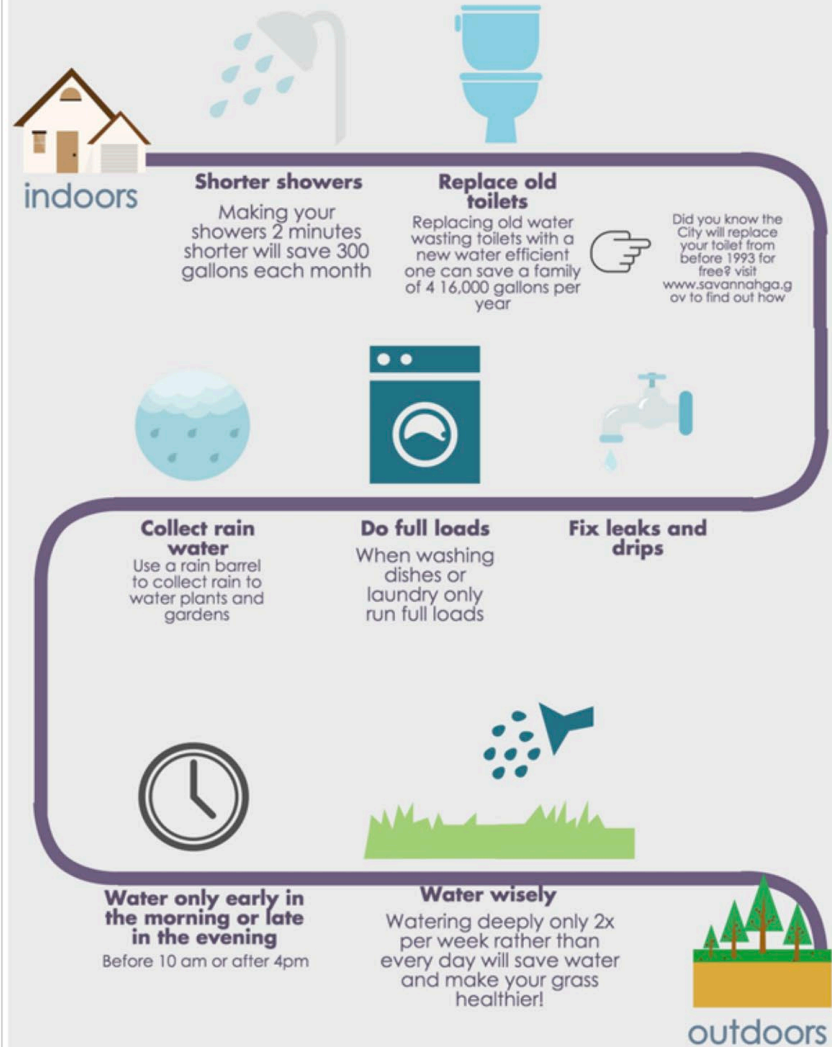 indoors
Shorter showers
Making your
showers 2 minutes
shorter will save 300
gallons each month
Replace old
toilets
Replacing old water
wasting toilets with a
new water efficient
one can save a family
of 4 16,000 gallons per
year
Did you know the
City will replace
your toilet from
before 1993 for
free? visit
www.savannahga.g
ov to find out how
Collect rain
water
Use a rain barrel
to collect rain to
water plants and
gardens
Do full loads
When washing
dishes or
laundry only
run full loads
Fix leaks and
drips
Water only early in
the morning or late
in the evening
Before 10 am or after 4pm
Water wisely
Watering deeply only 2x
per week rather than
every day will save water
and make your grass
healthier!
outdoors